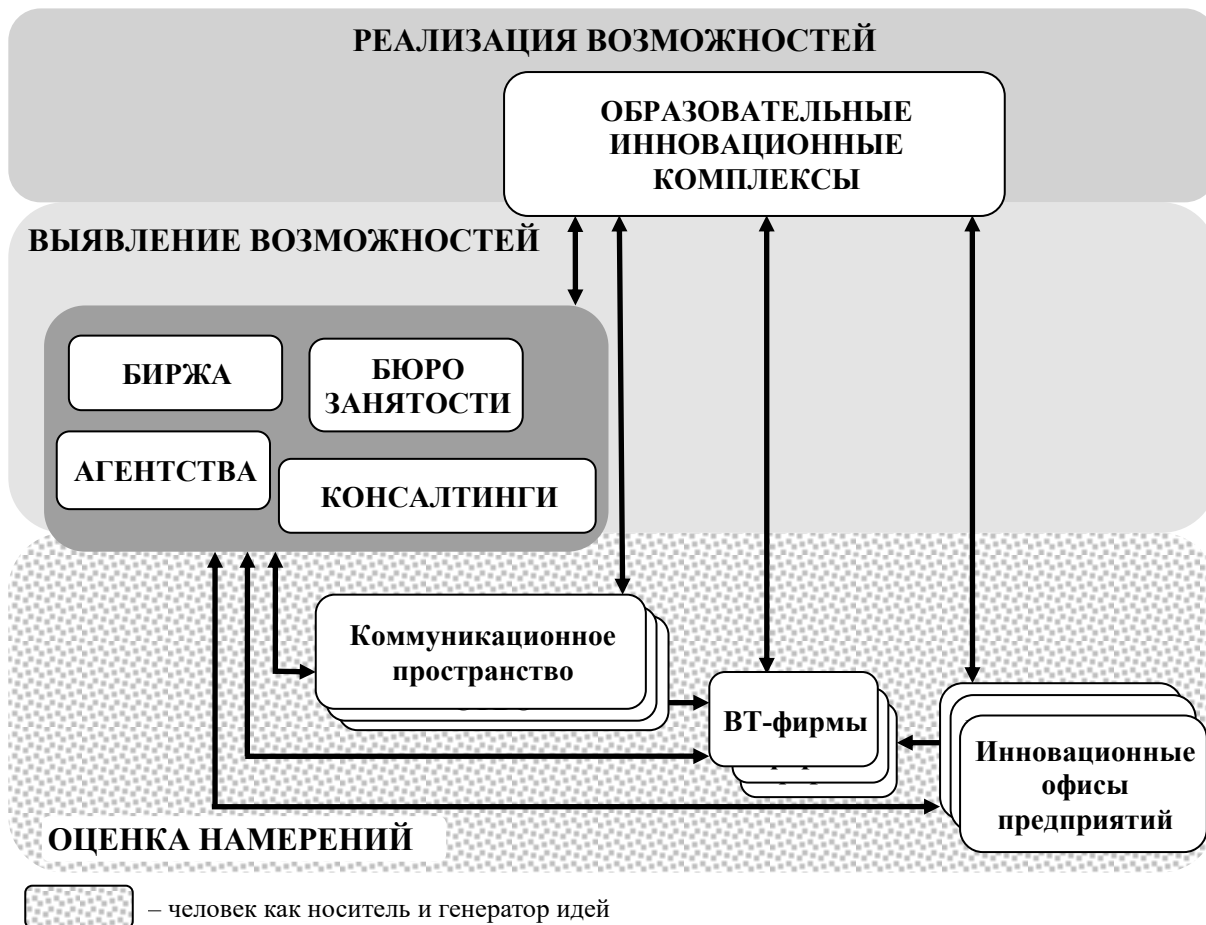 РЕАЛИЗАЦИЯ ВОЗМОЖНОСТЕЙ
ОБРАЗОВАТЕЛЬНЫЕ
ИННОВАЦИОННЫЕ
КОМПЛЕКСЫ
ВЫЯВЛЕНИЕ ВОЗМОЖНОСТЕЙ
БИРЖА
БЮРО
ЗАНЯТОСТИ
АГЕНТСТВА
КОНСАЛТИНГИ
Коммуникационное
пространство
ВТ-фирмы
Инновационные
офисы
предприятий
ОЦЕНКА НАМЕРЕНИЙ
– человек как носитель и генератор идей